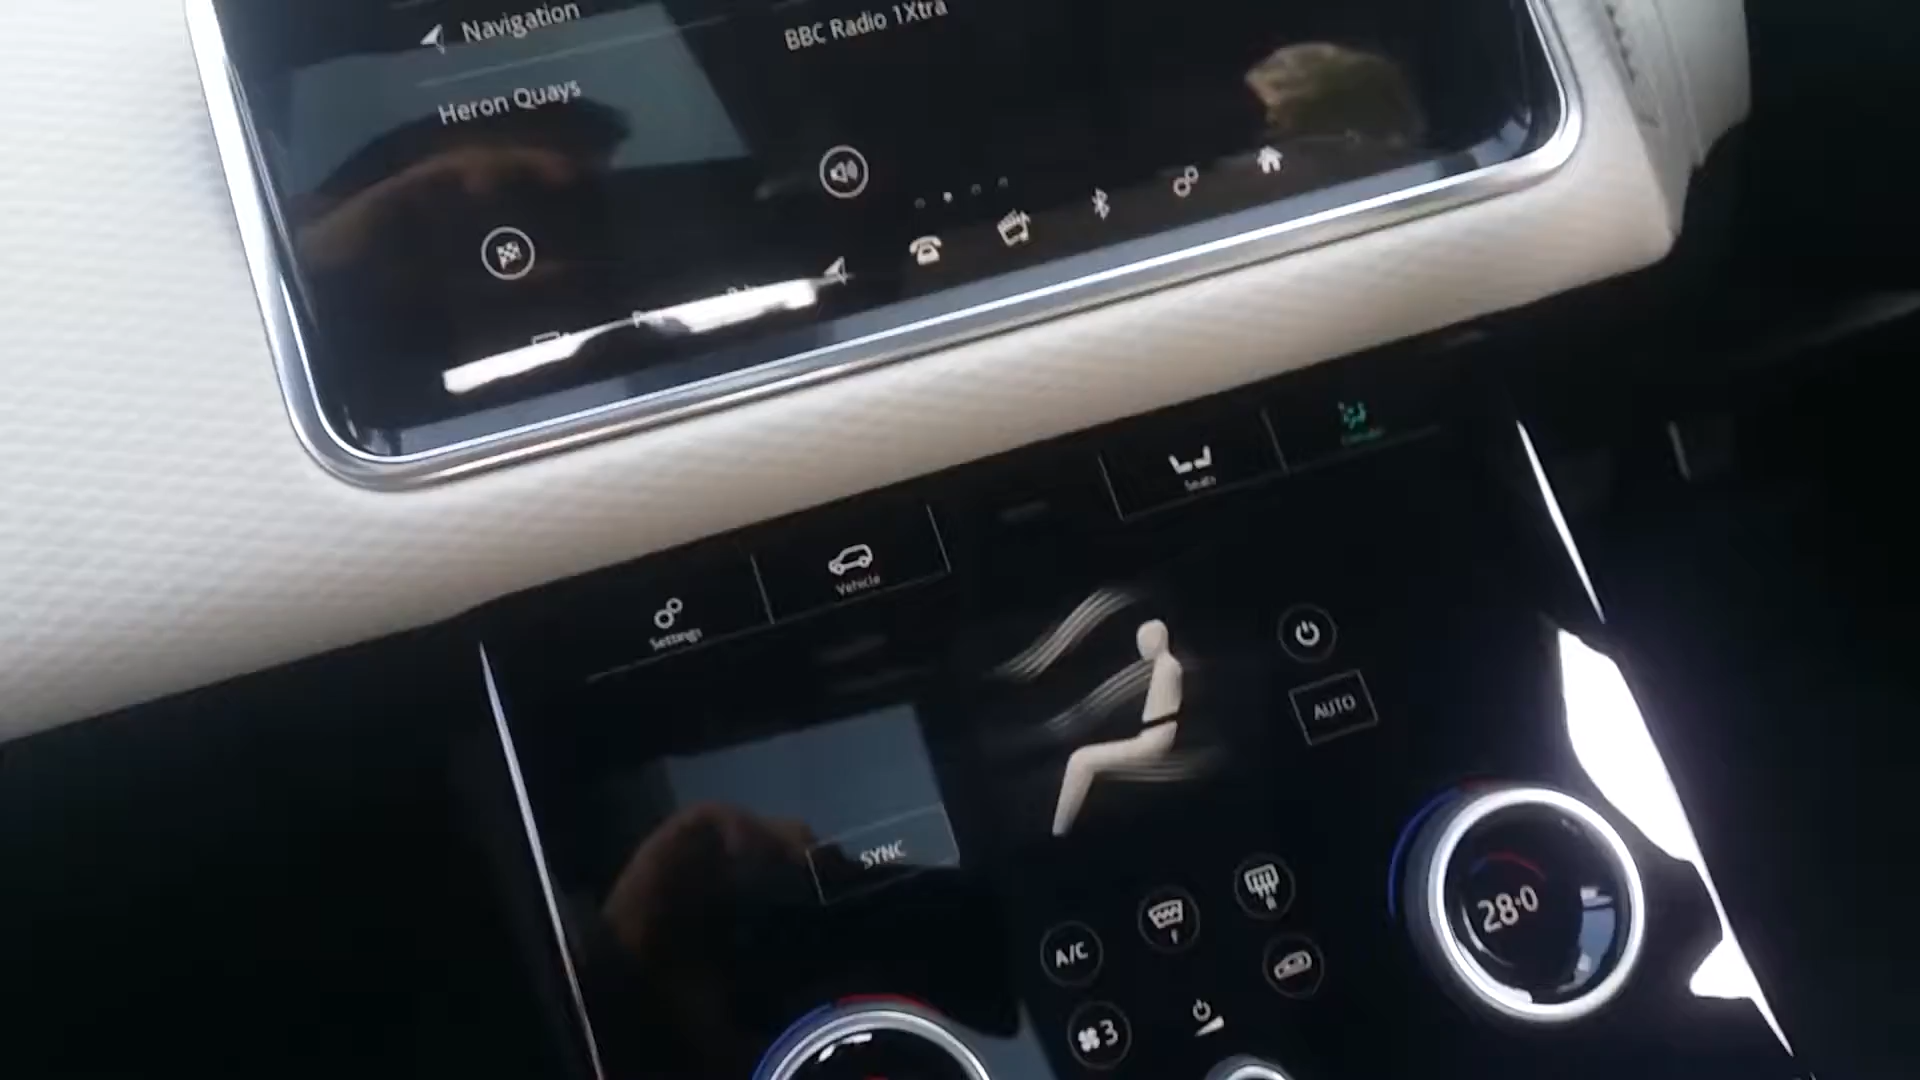 Navigation
BBC Radio 1Xtra
Heron Quays
Seats
Vehicle
Settings
AUTO
SYNC
28·0
A/C
F
R
3